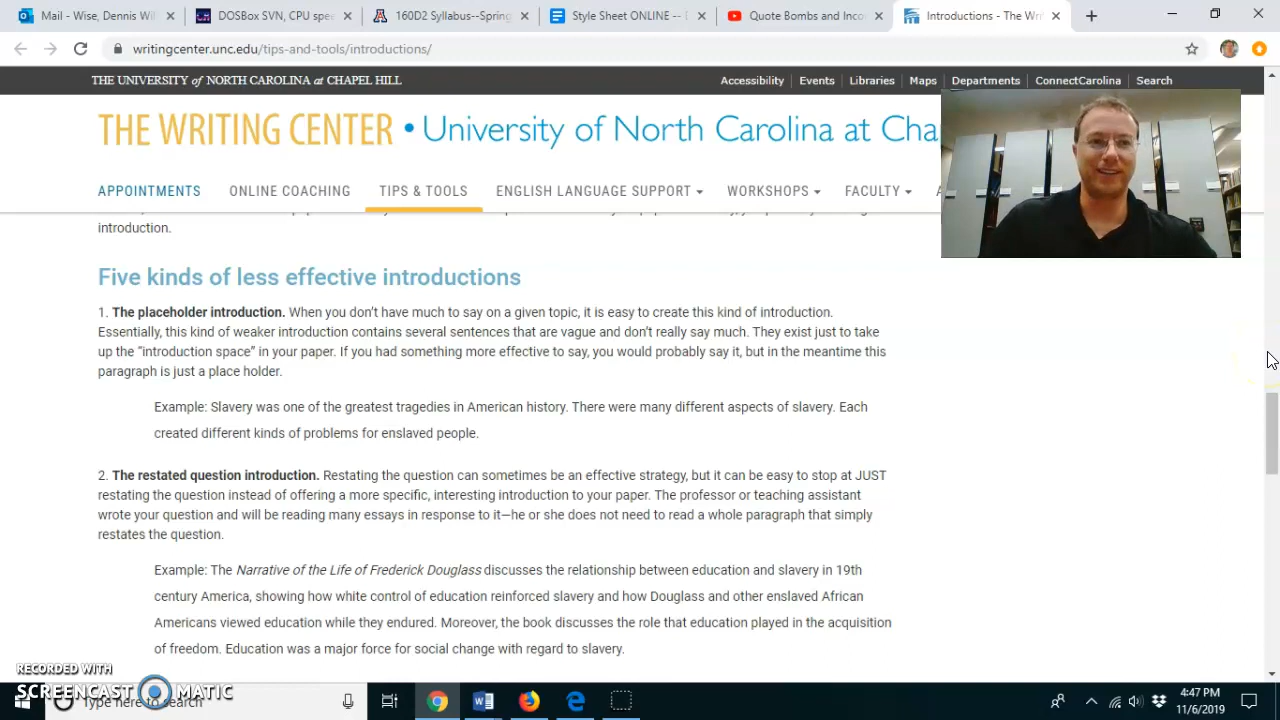 Mail - Wise, Dennis Wil
DOSBox SVN, CPU spee
160D2 Syllabus--Spring
Style Sheet ONLINE -- E
Quote Bombs and Inco
Introductions - The Wri
writingcenter.unc.edu/tips-and-tools/introductions/
THE UNIVERSITY of NORTH CAROLINA at CHAPEL HILL
Accessibility Events Libraries Maps Departments ConnectCarolina Search
THE WRITING CENTER • University of North Carolina at Cha
APPOINTMENTS ONLINE COACHING TIPS & TOOLS ENGLISH LANGUAGE SUPPORT WORKSHOPS FACULTY A
introduction.
Five kinds of less effective introductions
1. The placeholder introduction. When you don't have much to say on a given topic, it is easy to create this kind of introduction.
Essentially, this kind of weaker introduction contains several sentences that are vague and don't really say much. They exist just to take
up the “introduction space” in your paper. If you had something more effective to say, you would probably say it, but in the meantime this
paragraph is just a place holder.
Example: Slavery was one of the greatest tragedies in American history. There were many different aspects of slavery. Each
created different kinds of problems for enslaved people.
2. The restated question introduction. Restating the question can sometimes be an effective strategy, but it can be easy to stop at JUST
restating the question instead of offering a more specific, interesting introduction to your paper. The professor or teaching assistant
wrote your question and will be reading many essays in response to it—he or she does not need to read a whole paragraph that simply
restates the question.
Example: The Narrative of the Life of Frederick Douglass discusses the relationship between education and slavery in 19th
century America, showing how white control of education reinforced slavery and how Douglass and other enslaved African
Americans viewed education while they endured. Moreover, the book discusses the role that education played in the acquisition
of freedom. Education was a major force for social change with regard to slavery.
RECORDED WITH
SCREENCAST MATIC
Type here to search
4:47 PM
11/6/2019